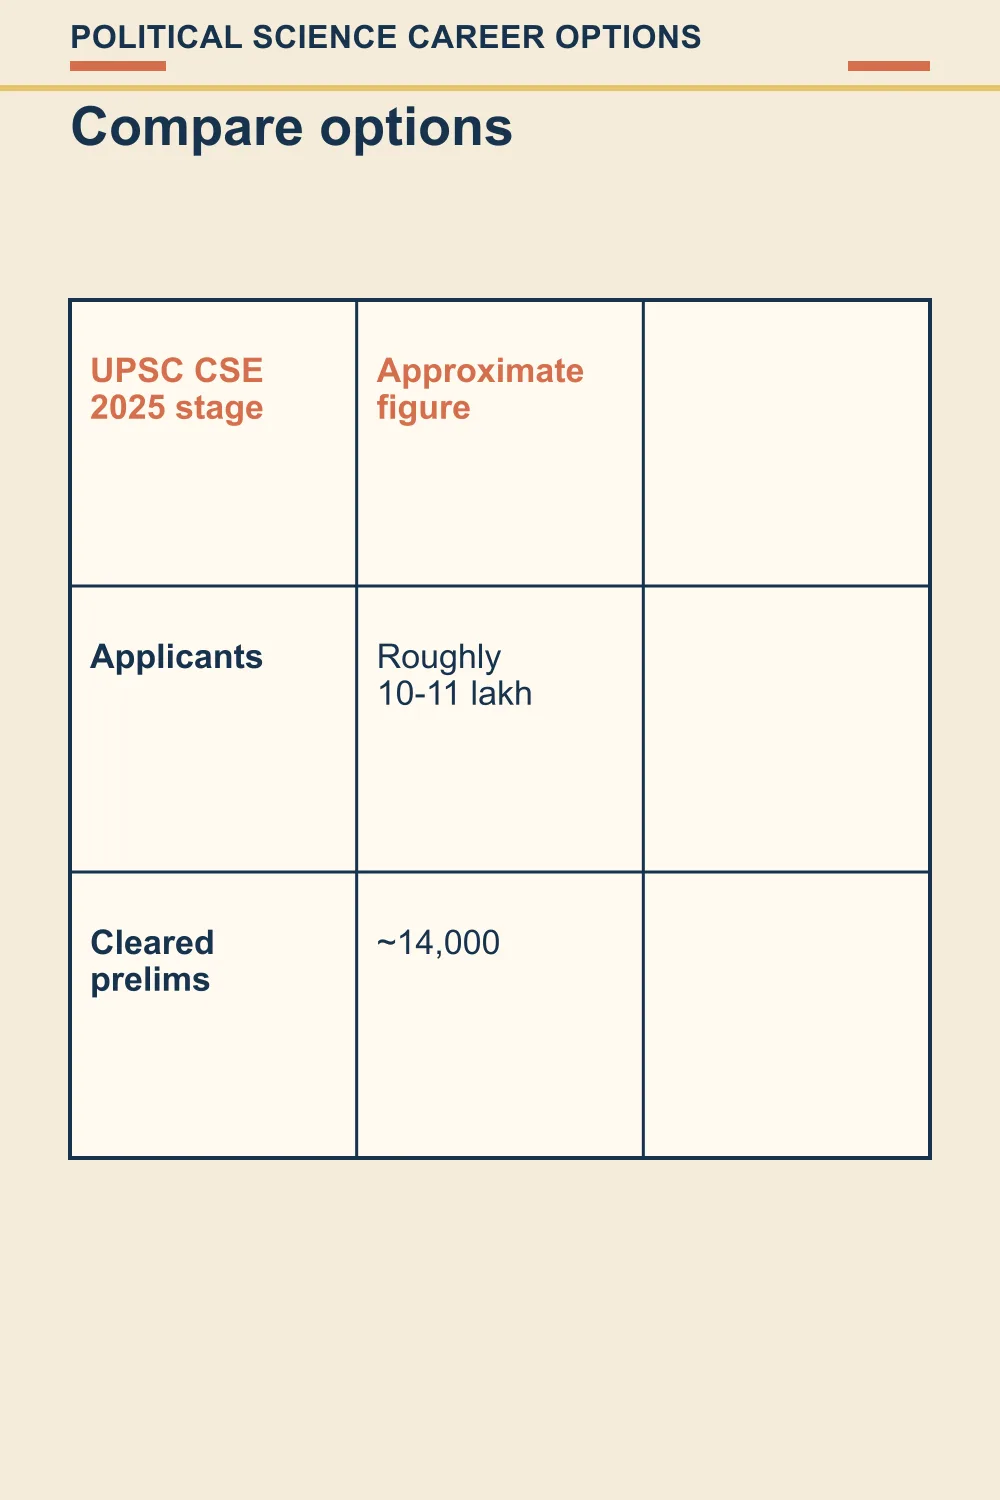 POLITICAL SCIENCE CAREER OPTIONS
Compare options
UPSC CSE
2025 stage
Approximate
figure
Applicants
Roughly
10-11 lakh
Cleared
prelims
~14,000